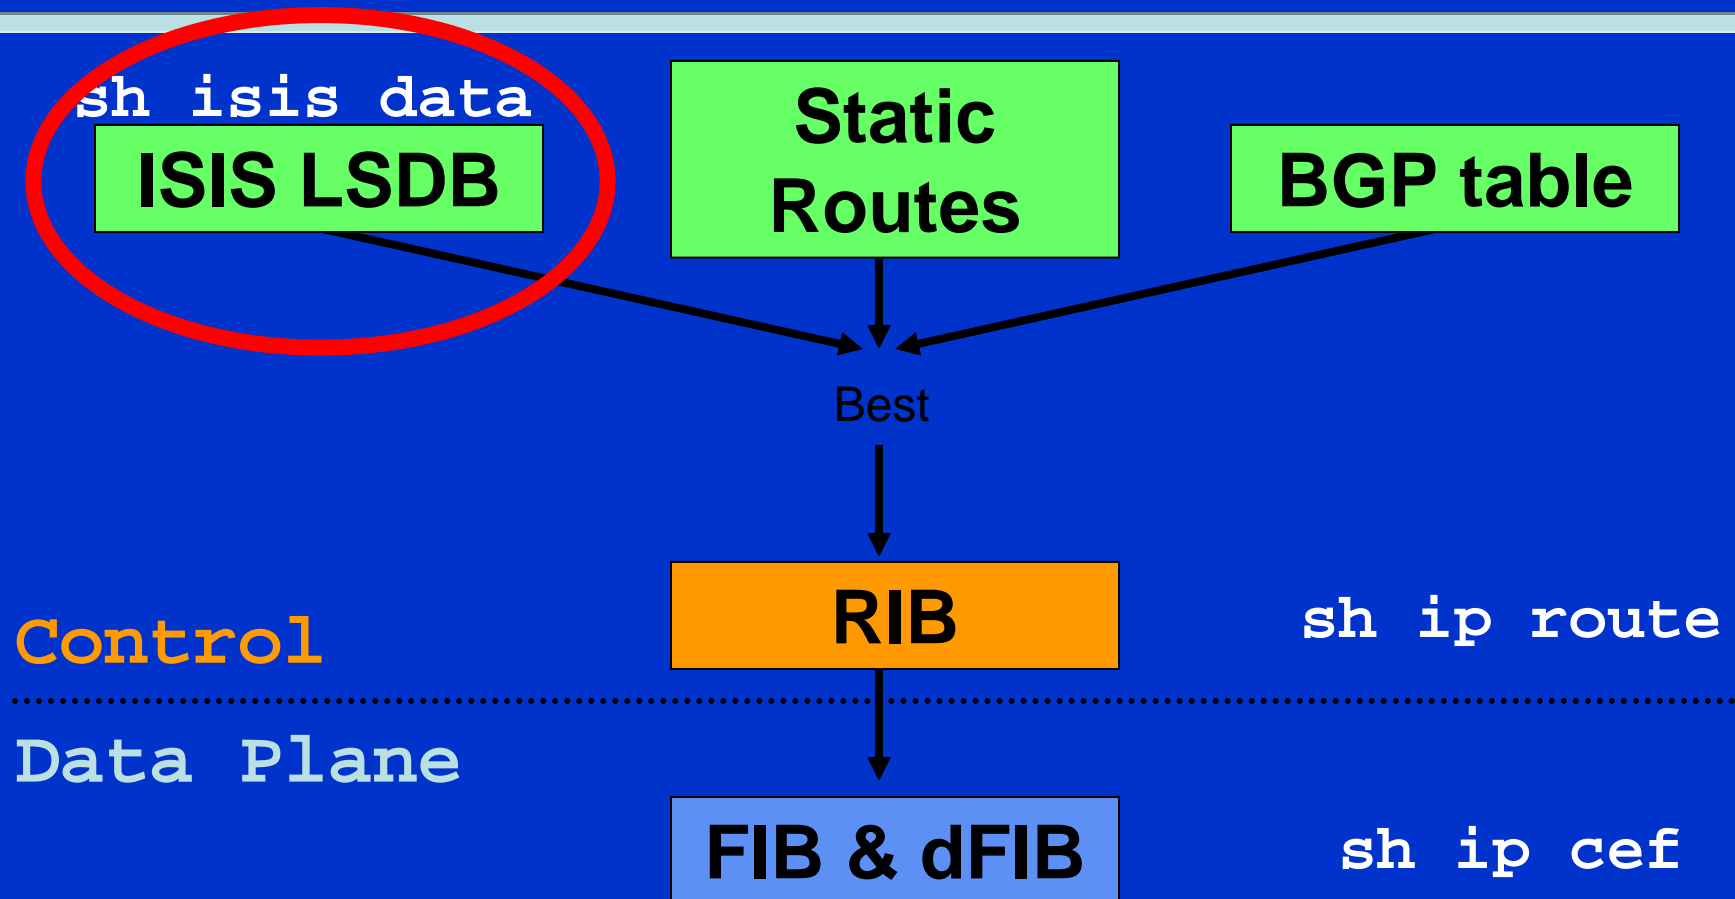 sh isis data
ISIS LSDB
Static
Routes
BGP table
Best
RIB
sh ip route
Control
Data Plane
FIB & dFIB
sh ip cef